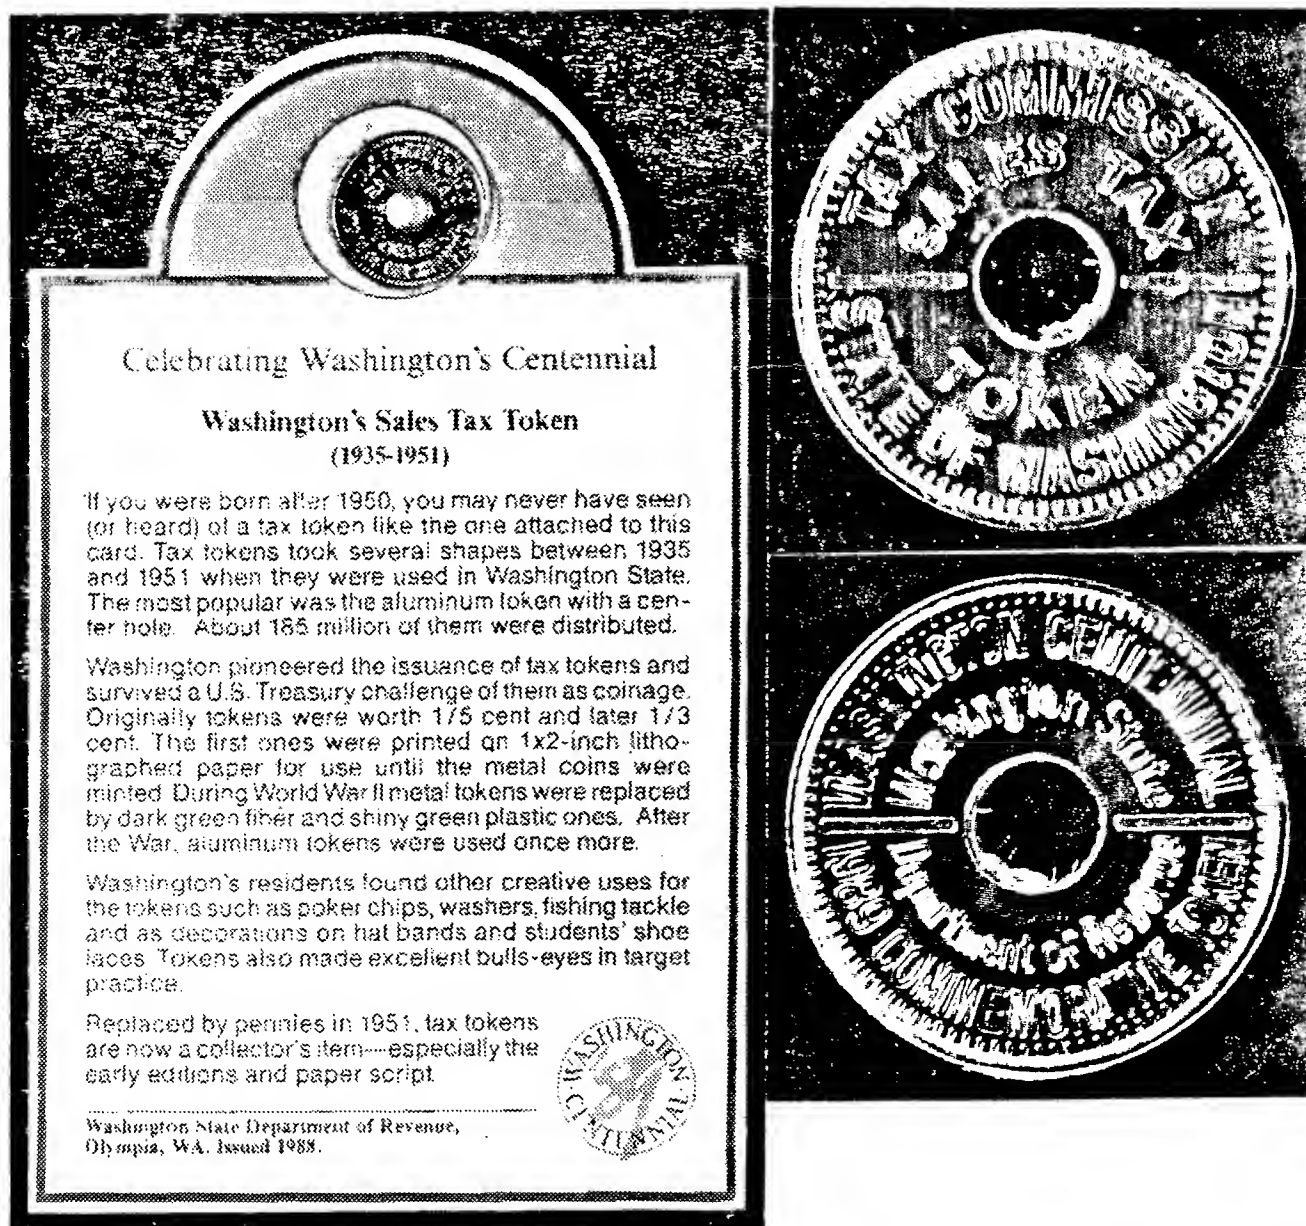 Celebrating Washington's Centennial
Washington's Sales Tax Token
(1935-1951)
If you were born after 1950, you may never have seen
(or heard) of a tax token like the one attached to this
card. Tax tokens took several shapes between 1935
and 1951 when they were used in Washington State.
The most popular was the aluminum token with a cen-
ter hole. About 185 million of them were distributed.
Washington pioneered the issuance of tax tokens and
survived a U.S. Treasury challenge of them as coinage.
Originally tokens were worth 1/5 cent and later 1/3
cent. The first ones were printed on 1x2-inch litho-
graphed paper for use until the metal coins were
minted. During World War II metal tokens were replaced
by dark green fiber and shiny green plastic ones. After
the War, aluminum tokens were used once more.
Washington's residents found other creative uses for
the tokens such as poker chips, washers, fishing tackle
and as decorations on hat bands and students' shoe
laces. Tokens also made excellent bulls-eyes in target
practice.
Replaced by pennies in 1951, tax tokens
are now a collector's item—especially the
early editions and paper script.
Washington State Department of Revenue,
Olympia, WA. Issued 1988.
WASHINGTON
CENTENNIAL
TAX COMMISSION
SALES TAX
TOKEN
STATE OF WASHINGTON
CENTENNIAL
Washington State
Department of Revenue
TOKEN